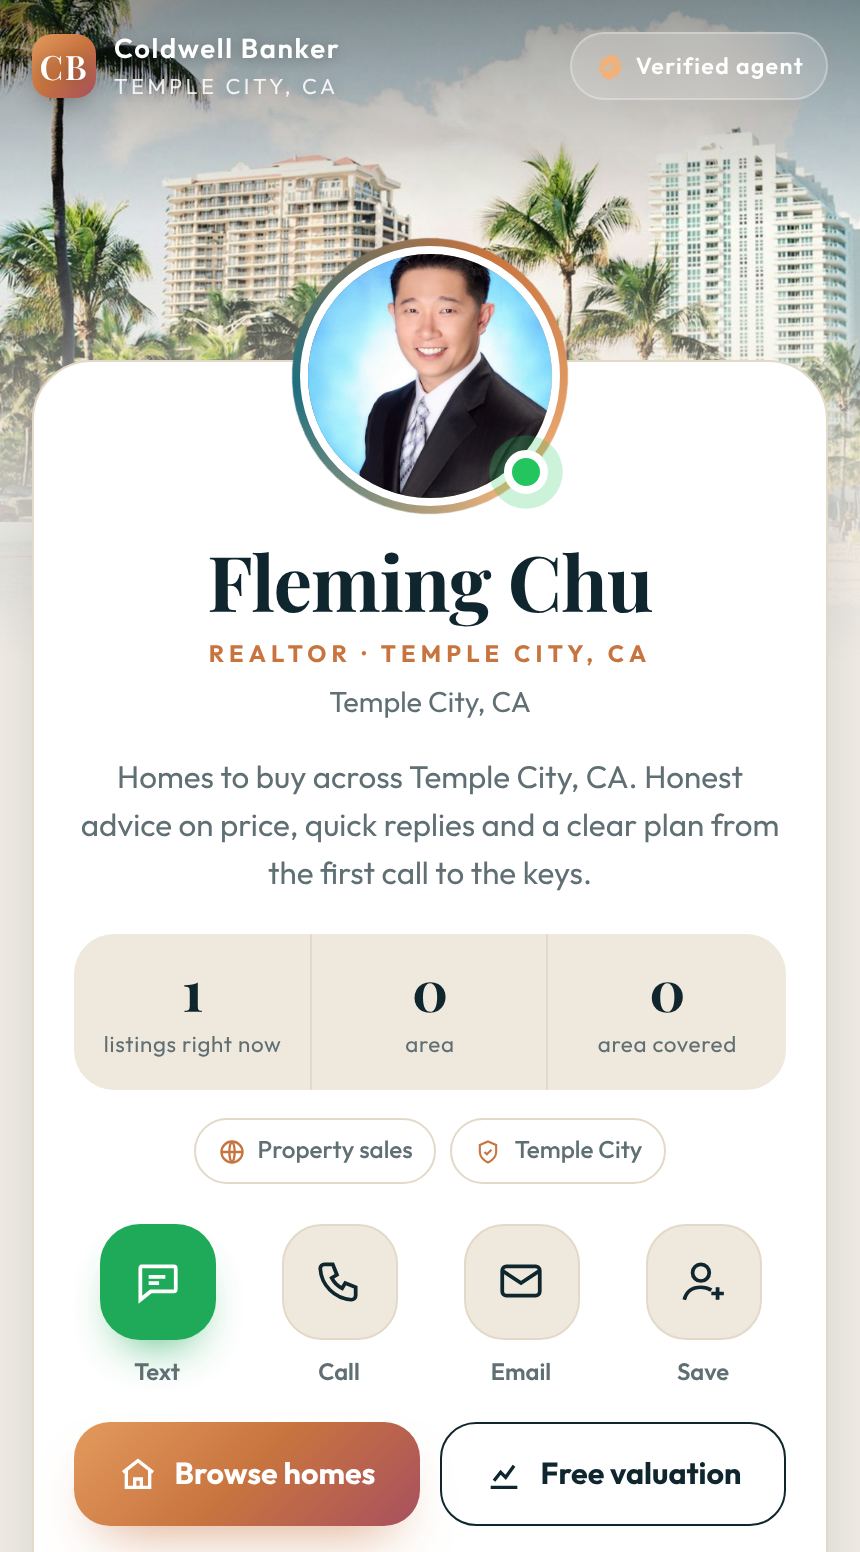 CB
Coldwell Banker
TEMPLE CITY, CA
Verified agent
Fleming Chu
REALTOR · TEMPLE CITY, CA
Temple City, CA
Homes to buy across Temple City, CA. Honest
advice on price, quick replies and a clear plan from
the first call to the keys.
1
listings right now
0
area
0
area covered
Property sales
Temple City
Text
Call
Email
Save
Browse homes
Free valuation